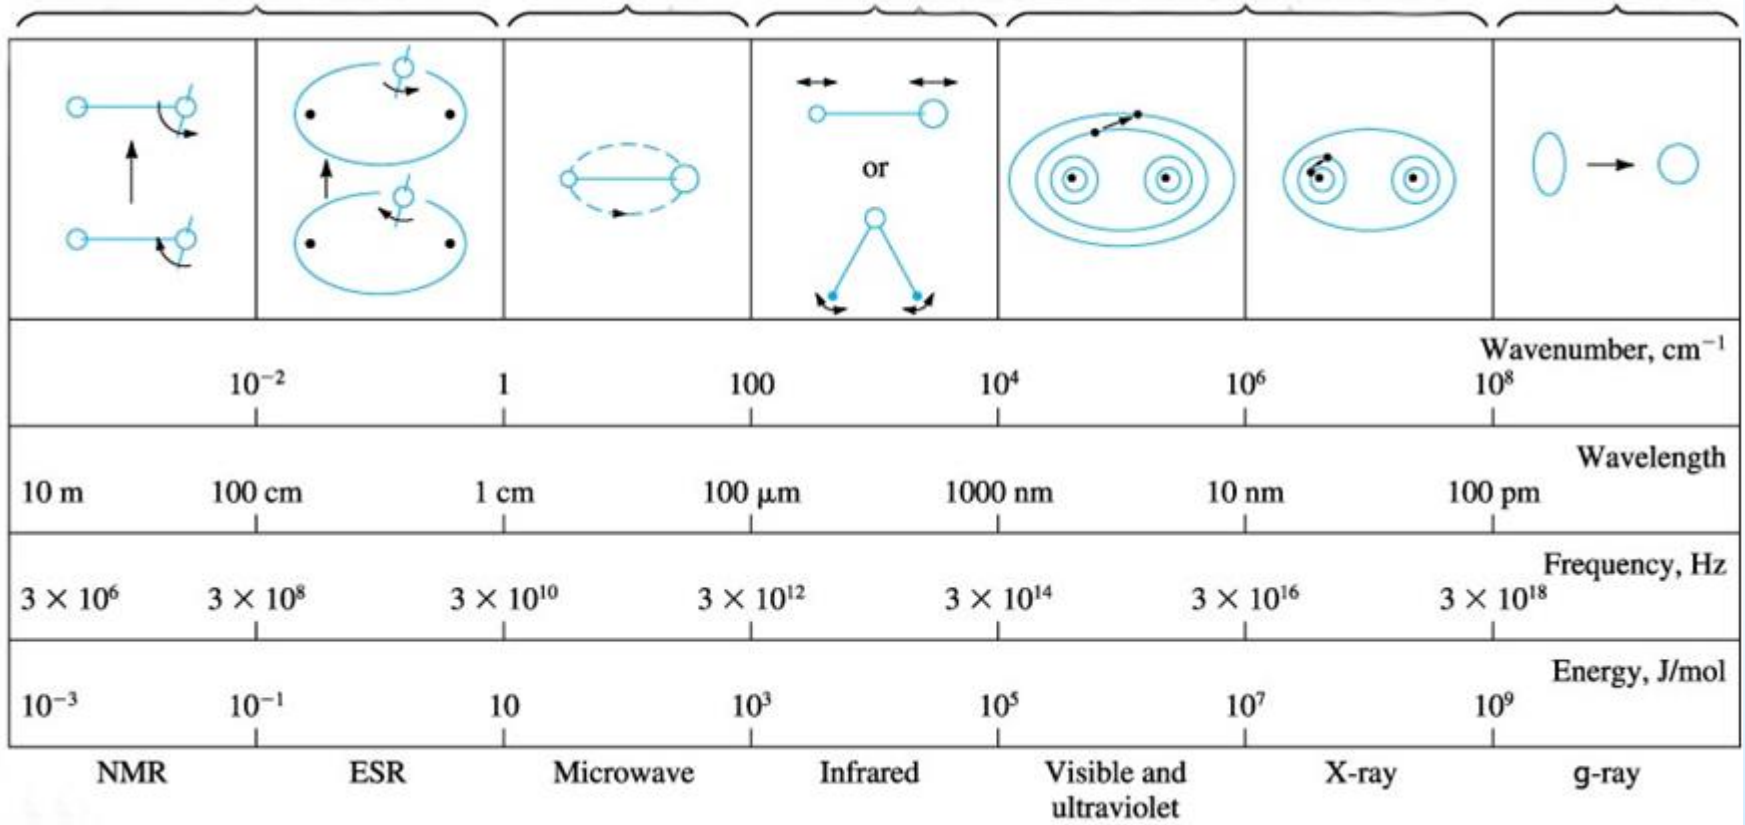 or
Wavenumber, cm⁻¹
10⁻² 1 100 10⁴ 10⁶ 10⁸
Wavelength
10 m 100 cm 1 cm 100 μm 1000 nm 10 nm 100 pm
Frequency, Hz
3 × 10⁶ 3 × 10⁸ 3 × 10¹⁰ 3 × 10¹² 3 × 10¹⁴ 3 × 10¹⁶ 3 × 10¹⁸
Energy, J/mol
10⁻³ 10⁻¹ 10 10³ 10⁵ 10⁷ 10⁹
NMR ESR Microwave Infrared Visible and X-ray g-ray
ultraviolet